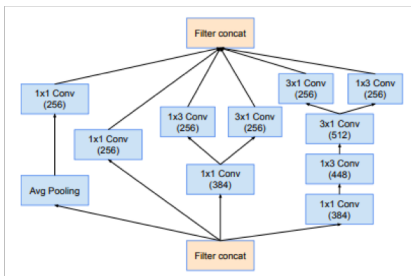 Filter concat
1x1 Conv
(256)
3x1 Conv
(256)
1x3 Conv
(256)
1x3 Conv
(256)
3x1 Conv
(256)
3x1 Conv
(512)
1x1 Conv
(256)
1x3 Conv
(448)
Avg Pooling
1x1 Conv
(384)
1x1 Conv
(384)
Filter concat